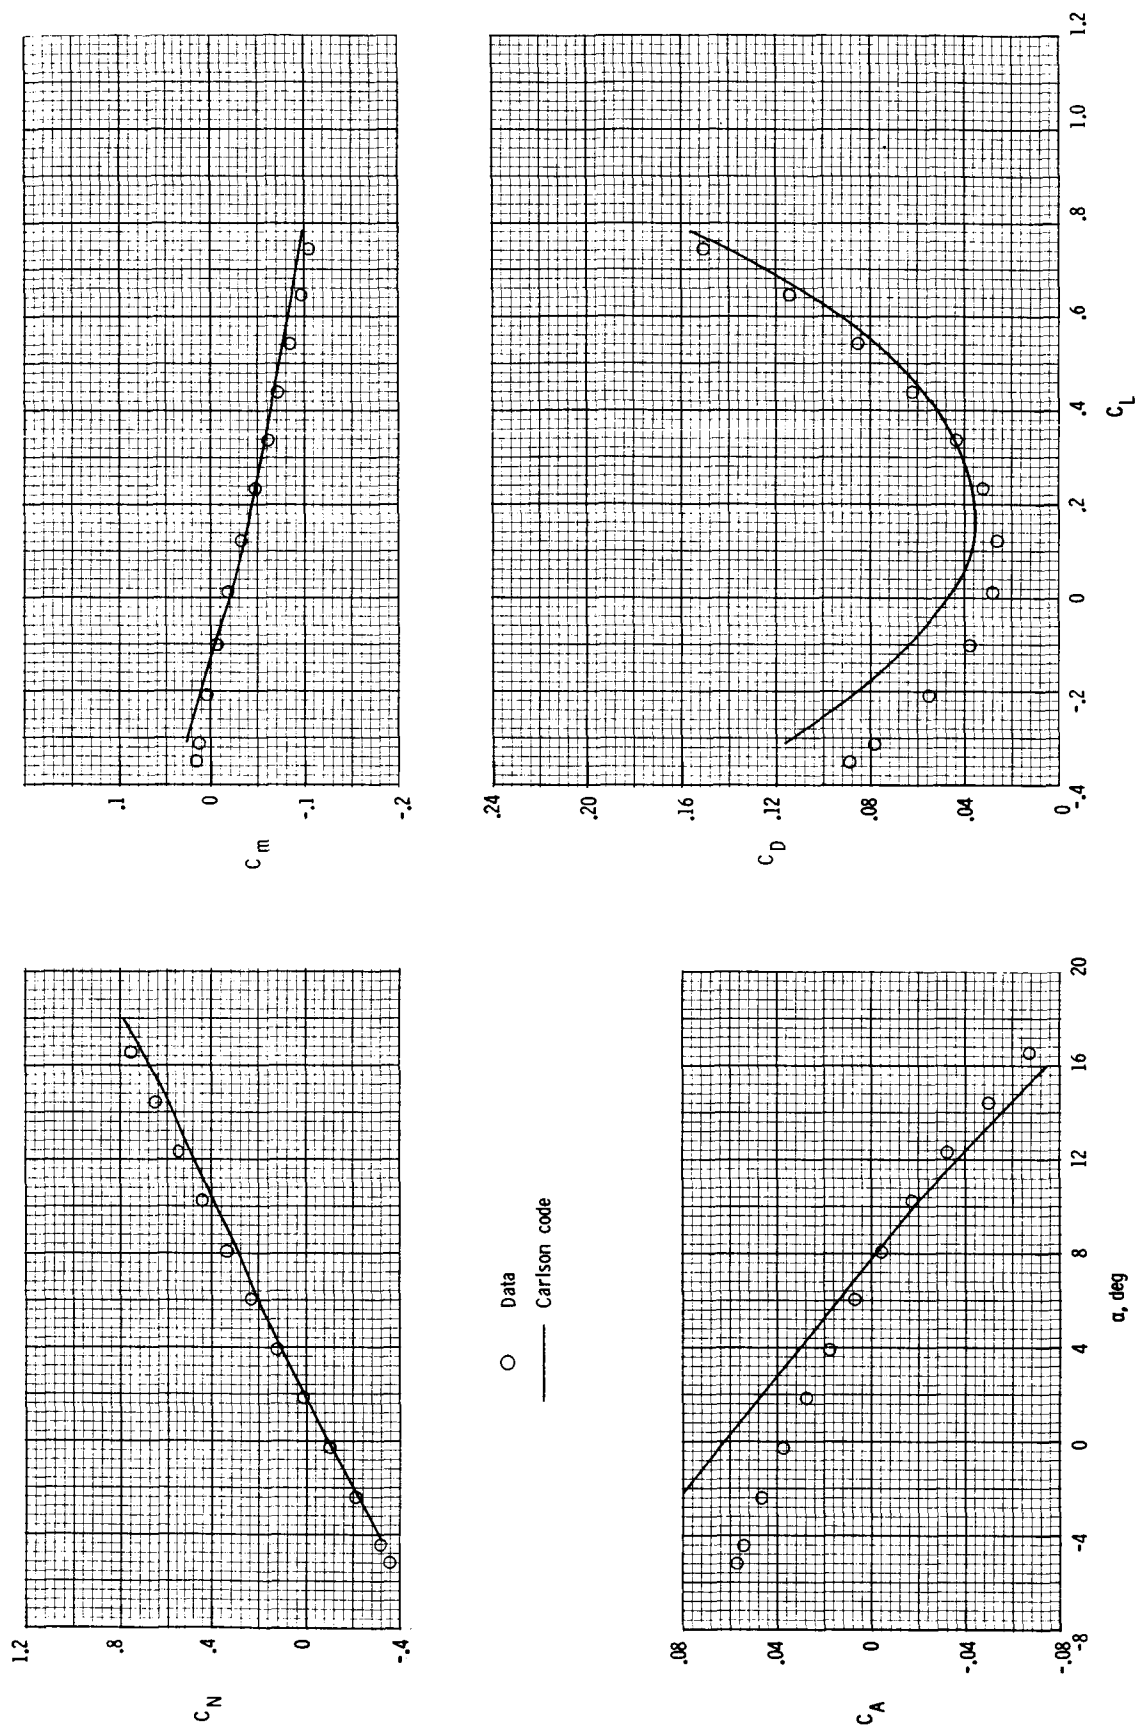 1.2
.8
.4
0
-.4
C_N
O Data
— Carlson code
.08
.04
0
-.04
-.08
C_A
-8 -4 0 4 8 12 16 20
α, deg
.1
0
-.1
-.2
C_m
.24
.20
.16
.12
.08
.04
0
C_D
-.4 -.2 0 .2 .4 .6 .8 1.0 1.2
C_L